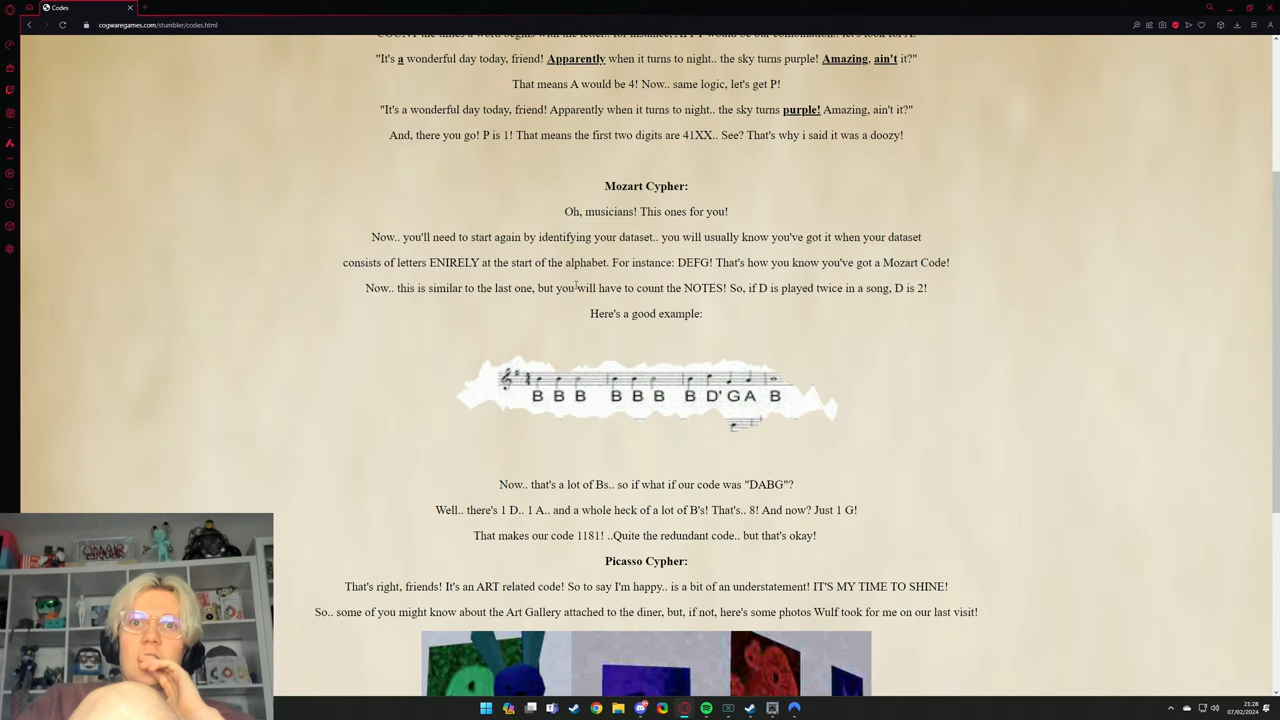 Codes
cogwaregames.com/stumbler/codes.html
"It's a wonderful day today, friend! Apparently when it turns to night.. the sky turns purple! Amazing, ain't it?"
That means A would be 4! Now.. same logic, let's get P!
"It's a wonderful day today, friend! Apparently when it turns to night.. the sky turns purple! Amazing, ain't it?"
And, there you go! P is 1! That means the first two digits are 41XX.. See? That's why i said it was a doozy!
Mozart Cypher:
Oh, musicians! This ones for you!
Now.. you'll need to start again by identifying your dataset.. you will usually know you've got it when your dataset
consists of letters ENIRELY at the start of the alphabet. For instance: DEFG! That's how you know you've got a Mozart Code!
Now.. this is similar to the last one, but you will have to count the NOTES! So, if D is played twice in a song, D is 2!
Here's a good example:
B B B B B B B D' G A B
Now.. that's a lot of Bs.. so if what if our code was "DABG"?
Well.. there's 1 D.. 1 A.. and a whole heck of a lot of B's! That's.. 8! And now? Just 1 G!
That makes our code 1181! ..Quite the redundant code.. but that's okay!
Picasso Cypher:
That's right, friends! It's an ART related code! So to say I'm happy.. is a bit of an understatement! IT'S MY TIME TO SHINE!
So.. some of you might know about the Art Gallery attached to the diner, but, if not, here's some photos Wulf took for me on our last visit!
21:28
07/02/2024